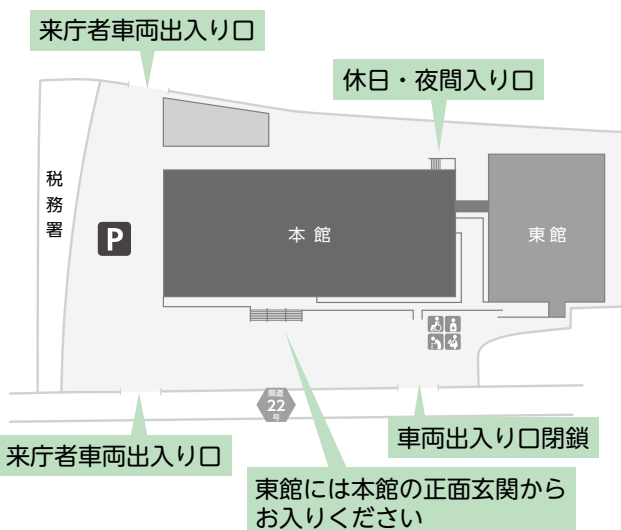 来庁者車両出入り口
休日・夜間入り口
税務署
P
本館
東館
県道
22
号
来庁者車両出入り口
車両出入り口閉鎖
東館には本館の正面玄関から
お入りください